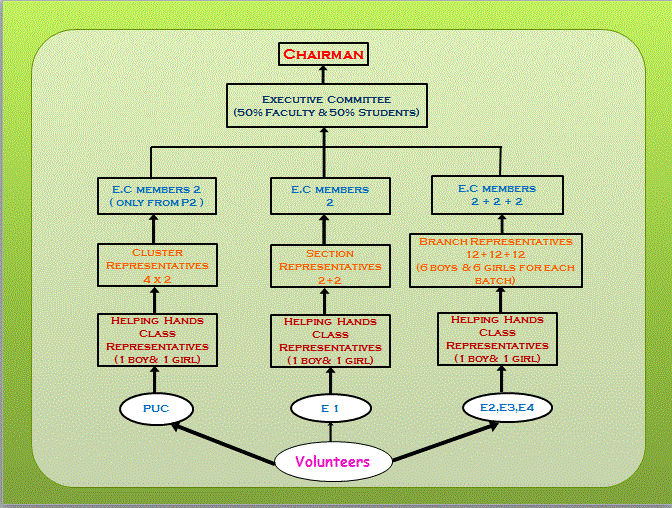 Chairman
Executive Committee
(50% Faculty & 50% Students)
E.C members 2
( only from P2 )
E.C members
2
E.C members
2 + 2 + 2
Cluster
Representatives
4 x 2
Section
Representatives
2+2
Branch Representatives
12+12+12
(6 boys & 6 girls for each
batch)
Helping Hands
Class
Representatives
(1 boy& 1 girl)
Helping Hands
Class
Representatives
(1 boy& 1 girl)
Helping Hands
Class
Representatives
(1 boy& 1 girl)
PUC
E 1
E2,E3,E4
Volunteers